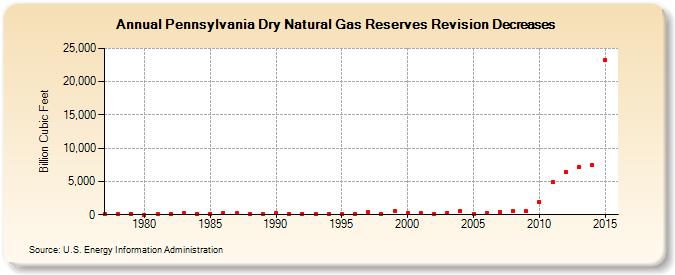 Annual Pennsylvania Dry Natural Gas Reserves Revision Decreases
Billion Cubic Feet
25,000
20,000
15,000
10,000
5,000
0
1980 1985 1990 1995 2000 2005 2010 2015
Source: U.S. Energy Information Administration